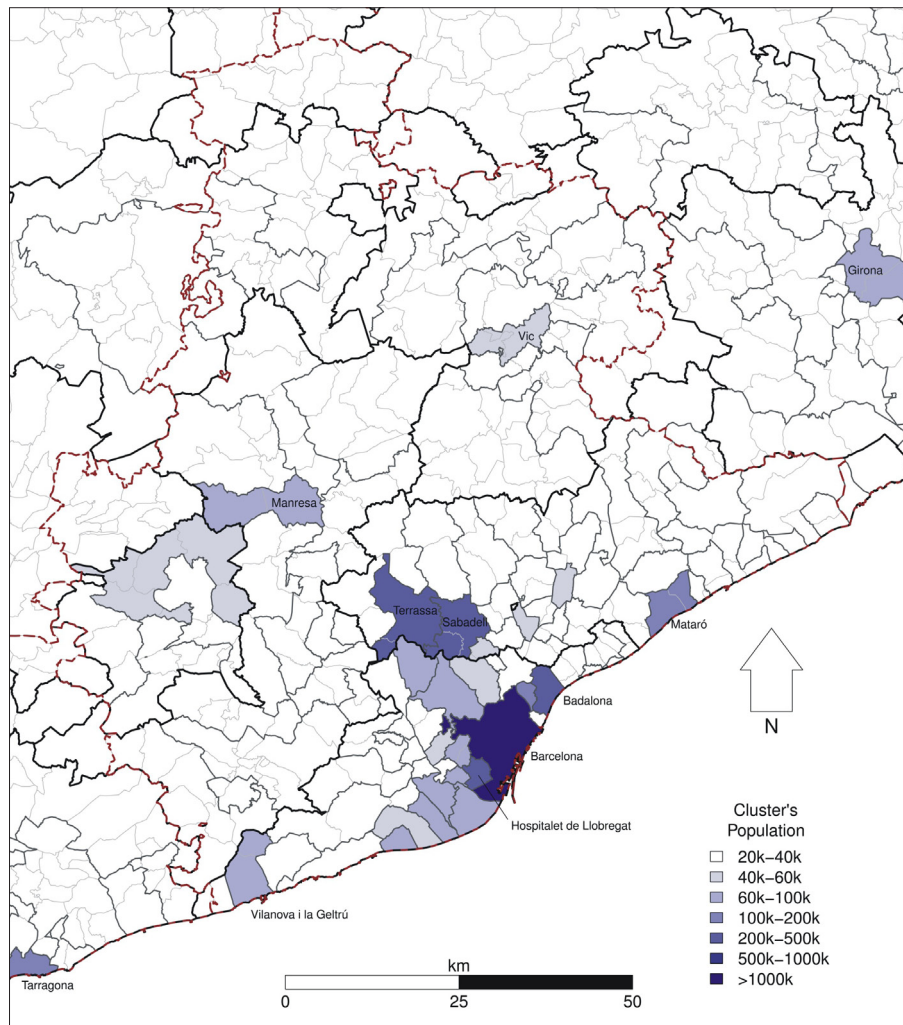 Girona
Vic
Manresa
Terrassa
Sabadell
Mataró
Badalona
N
Barcelona
Hospitalet de Llobregat
Vilanova i la Geltrú
Tarragona
Cluster's
Population
20k−40k
40k−60k
60k−100k
100k−200k
200k−500k
500k−1000k
>1000k
km
0 25 50